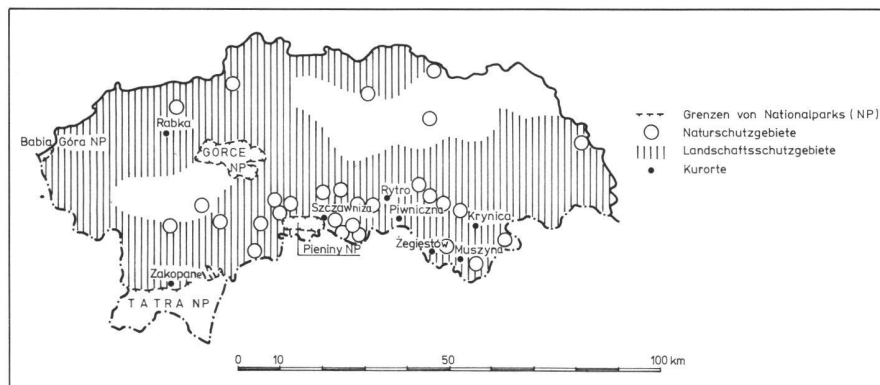 Babia Góra NP
Rabka
GORCE
NP
Szczawniza
Rytro
Piwniczna
Krynica
Żegiestów
Muszyna
Pieniny NP
Zakopane
TATRA NP
Grenzen von Nationalparks (NP)
Naturschutzgebiete
Landschaftsschutzgebiete
Kurorte
0 10 50 100 km